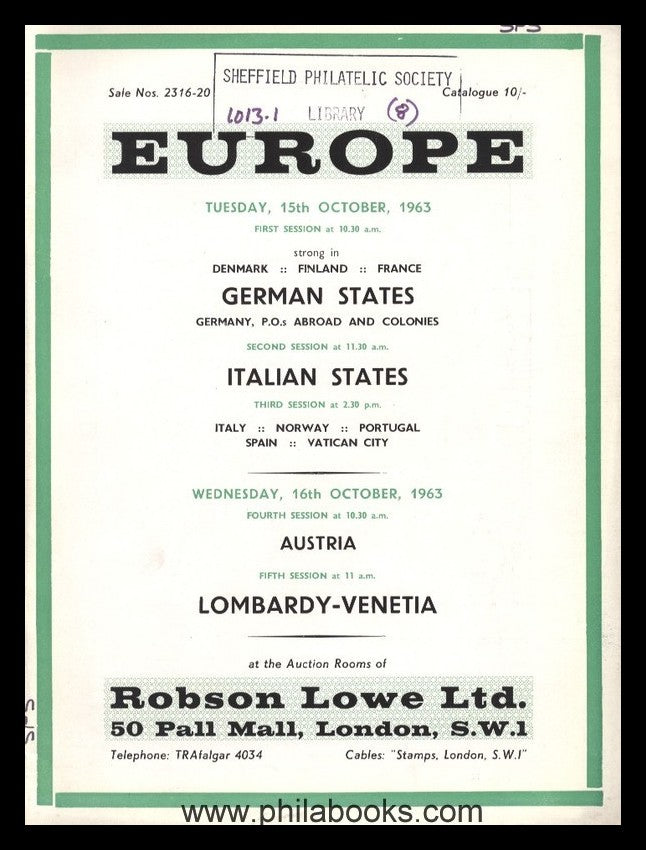 SPS
SHEFFIELD PHILATELIC SOCIETY
Sale Nos. 2316-20
Catalogue 10/-
1013.1 LIBRARY (8)
EUROPE
TUESDAY, 15th OCTOBER, 1963
FIRST SESSION at 10.30 a.m.
strong in
DENMARK :: FINLAND :: FRANCE
GERMAN STATES
GERMANY, P.O.s ABROAD AND COLONIES
SECOND SESSION at 11.30 a.m.
ITALIAN STATES
THIRD SESSION at 2.30 p.m.
ITALY :: NORWAY :: PORTUGAL
SPAIN :: VATICAN CITY
WEDNESDAY, 16th OCTOBER, 1963
FOURTH SESSION at 10.30 a.m.
AUSTRIA
FIFTH SESSION at 11 a.m.
LOMBARDY-VENETIA
at the Auction Rooms of
Robson Lowe Ltd.
50 Pall Mall, London, S.W.1
Telephone: TRAfalgar 4034
Cables: "Stamps, London, S.W.1"
SPS
www.philabooks.com